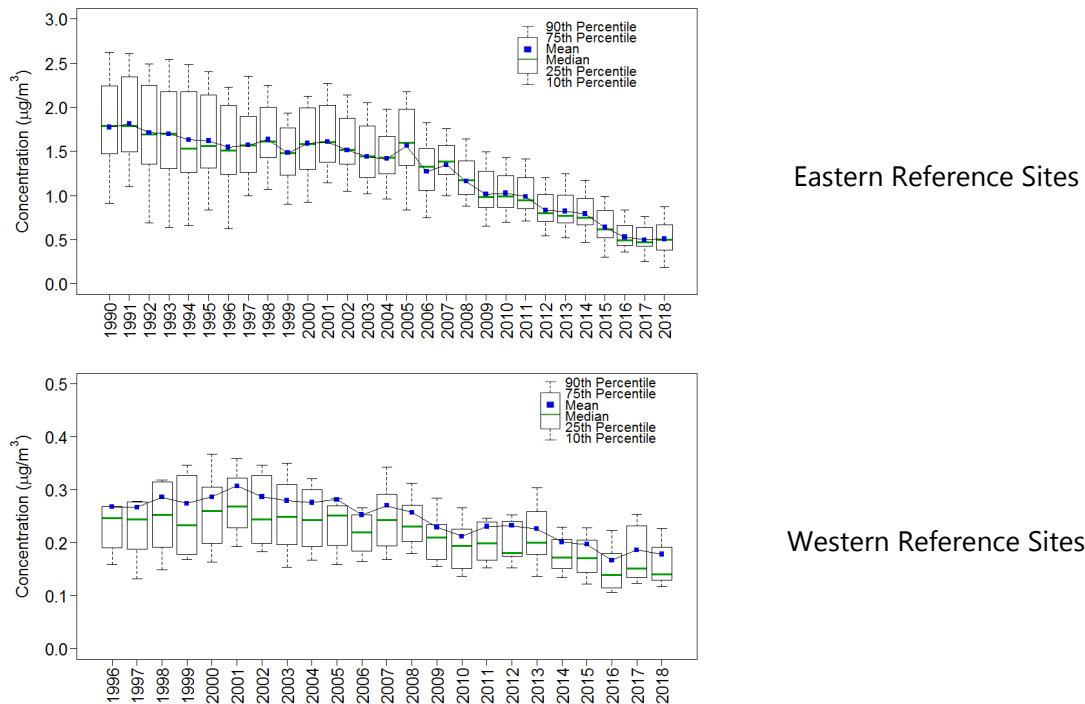 3.0
2.5
2.0
1.5
1.0
0.5
0.0
Concentration (μg/m³)
90th Percentile
75th Percentile
Mean
Median
25th Percentile
10th Percentile
1990 1991 1992 1993 1994 1995 1996 1997 1998 1999 2000 2001 2002 2003 2004 2005 2006 2007 2008 2009 2010 2011 2012 2013 2014 2015 2016 2017 2018
Eastern Reference Sites
0.5
0.4
0.3
0.2
0.1
0.0
Concentration (μg/m³)
90th Percentile
75th Percentile
Mean
Median
25th Percentile
10th Percentile
1996 1997 1998 1999 2000 2001 2002 2003 2004 2005 2006 2007 2008 2009 2010 2011 2012 2013 2014 2015 2016 2017 2018
Western Reference Sites